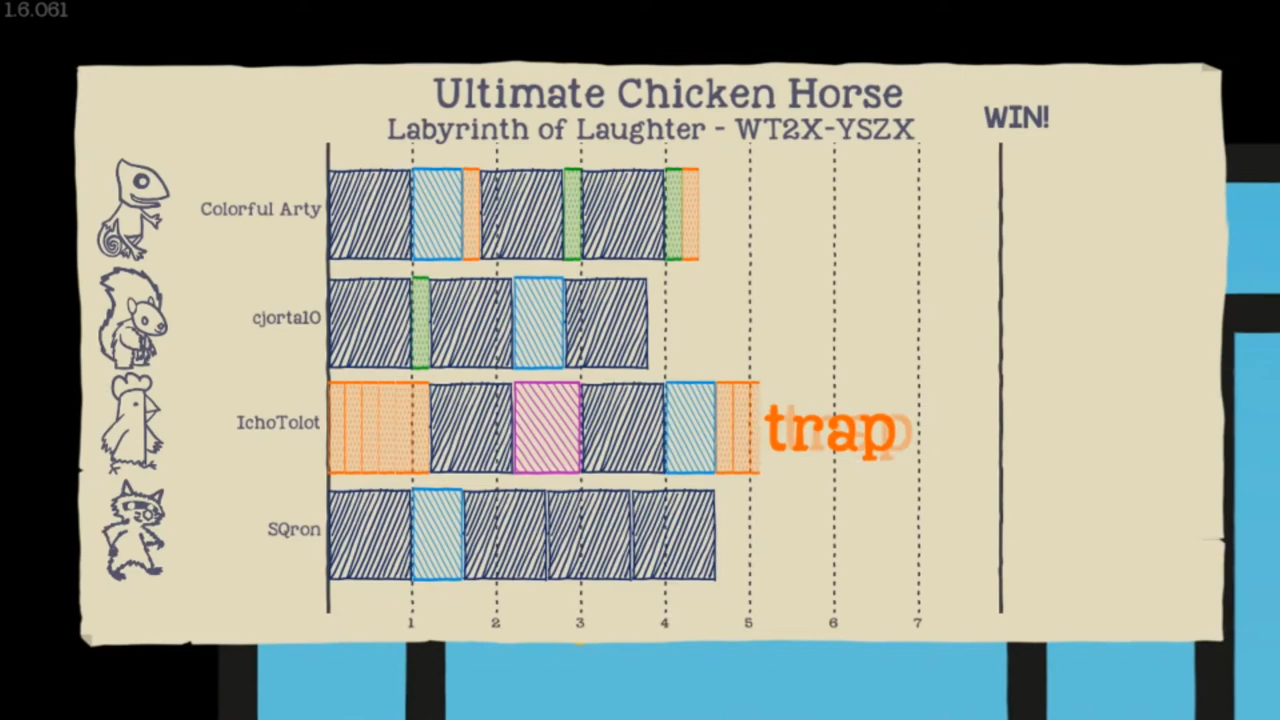 1.6.061
Ultimate Chicken Horse
Labyrinth of Laughter - WT2X-YSZX
WIN!
Colorful Arty
cjorta10
IchoTolot
trap
SQron
1 2 3 4 5 6 7